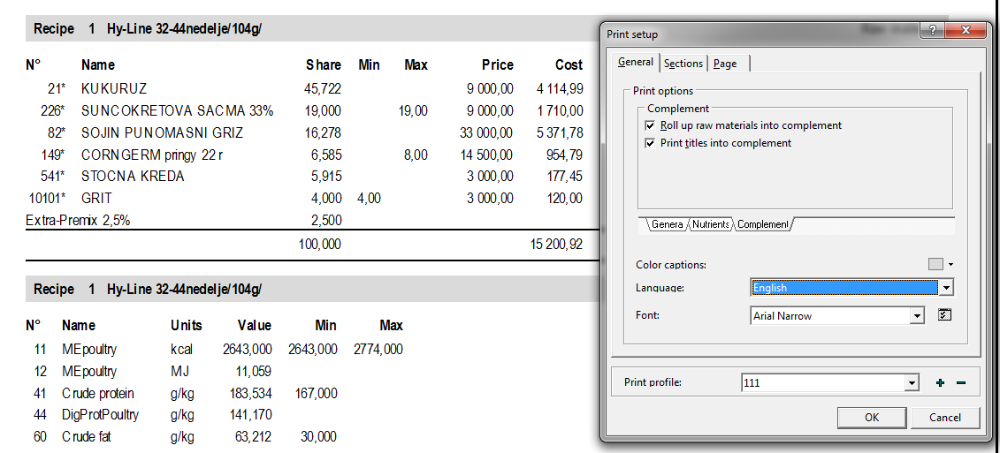 Recipe 1 Hy-Line 32-44nedelje/104g/
N° Name Share Min Max Price Cost
21* KUKURUZ 45,722 9 000,00 4 114,99
226* SUNCOKRETOVA SACMA 33% 19,000 19,00 9 000,00 1 710,00
82* SOJIN PUNOMASNI GRIZ 16,278 33 000,00 5 371,78
149* CORNGERM pringy 22 r 6,585 8,00 14 500,00 954,79
541* STOCNA KREDA 5,915 3 000,00 177,45
10101* GRIT 4,000 4,00 3 000,00 120,00
Extra-Premix 2,5% 2,500
100,000 15 200,92
Recipe 1 Hy-Line 32-44nedelje/104g/
N° Name Units Value Min Max
11 MEpoultry kcal 2643,000 2643,000 2774,000
12 MEpoultry MJ 11,059
41 Crude protein g/kg 183,534 167,000
44 DigProtPoultry g/kg 141,170
60 Crude fat g/kg 63,212 30,000
Print setup
General Sections Page
Print options
Complement
Roll up raw materials into complement
Print titles into complement
Genera Nutrients Complement
Color captions:
Language: English
Font: Arial Narrow
Print profile: 111
OK Cancel